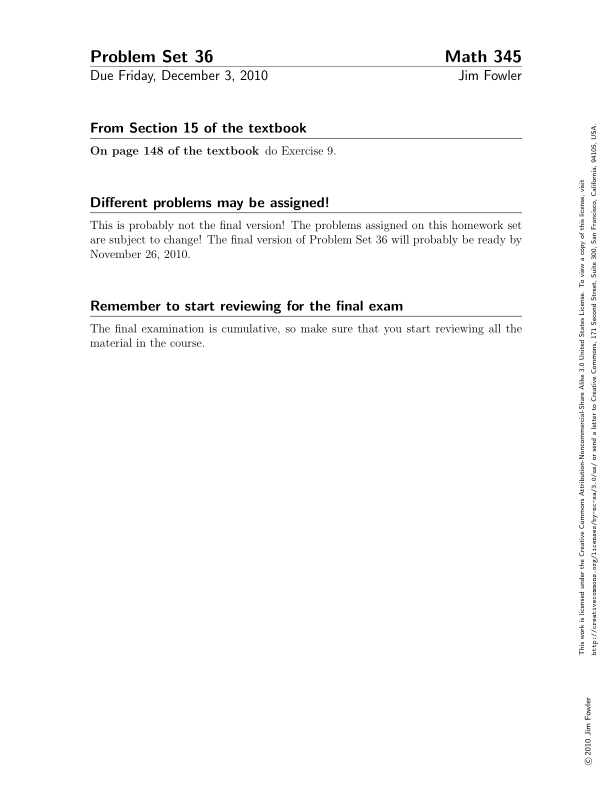 Problem Set 36 Math 345
Due Friday, December 3, 2010 Jim Fowler
From Section 15 of the textbook
On page 148 of the textbook do Exercise 9.
Different problems may be assigned!
This is probably not the final version! The problems assigned on this homework set
are subject to change! The final version of Problem Set 36 will probably be ready by
November 26, 2010.
Remember to start reviewing for the final exam
The final examination is cumulative, so make sure that you start reviewing all the
material in the course.
This work is licensed under the Creative Commons Attribution-Noncommercial-Share Alike 3.0 United States License. To view a copy of this license, visit
http://creativecommons.org/licenses/by-nc-sa/3.0/us/ or send a letter to Creative Commons, 171 Second Street, Suite 300, San Francisco, California, 94105, USA.
© 2010 Jim Fowler